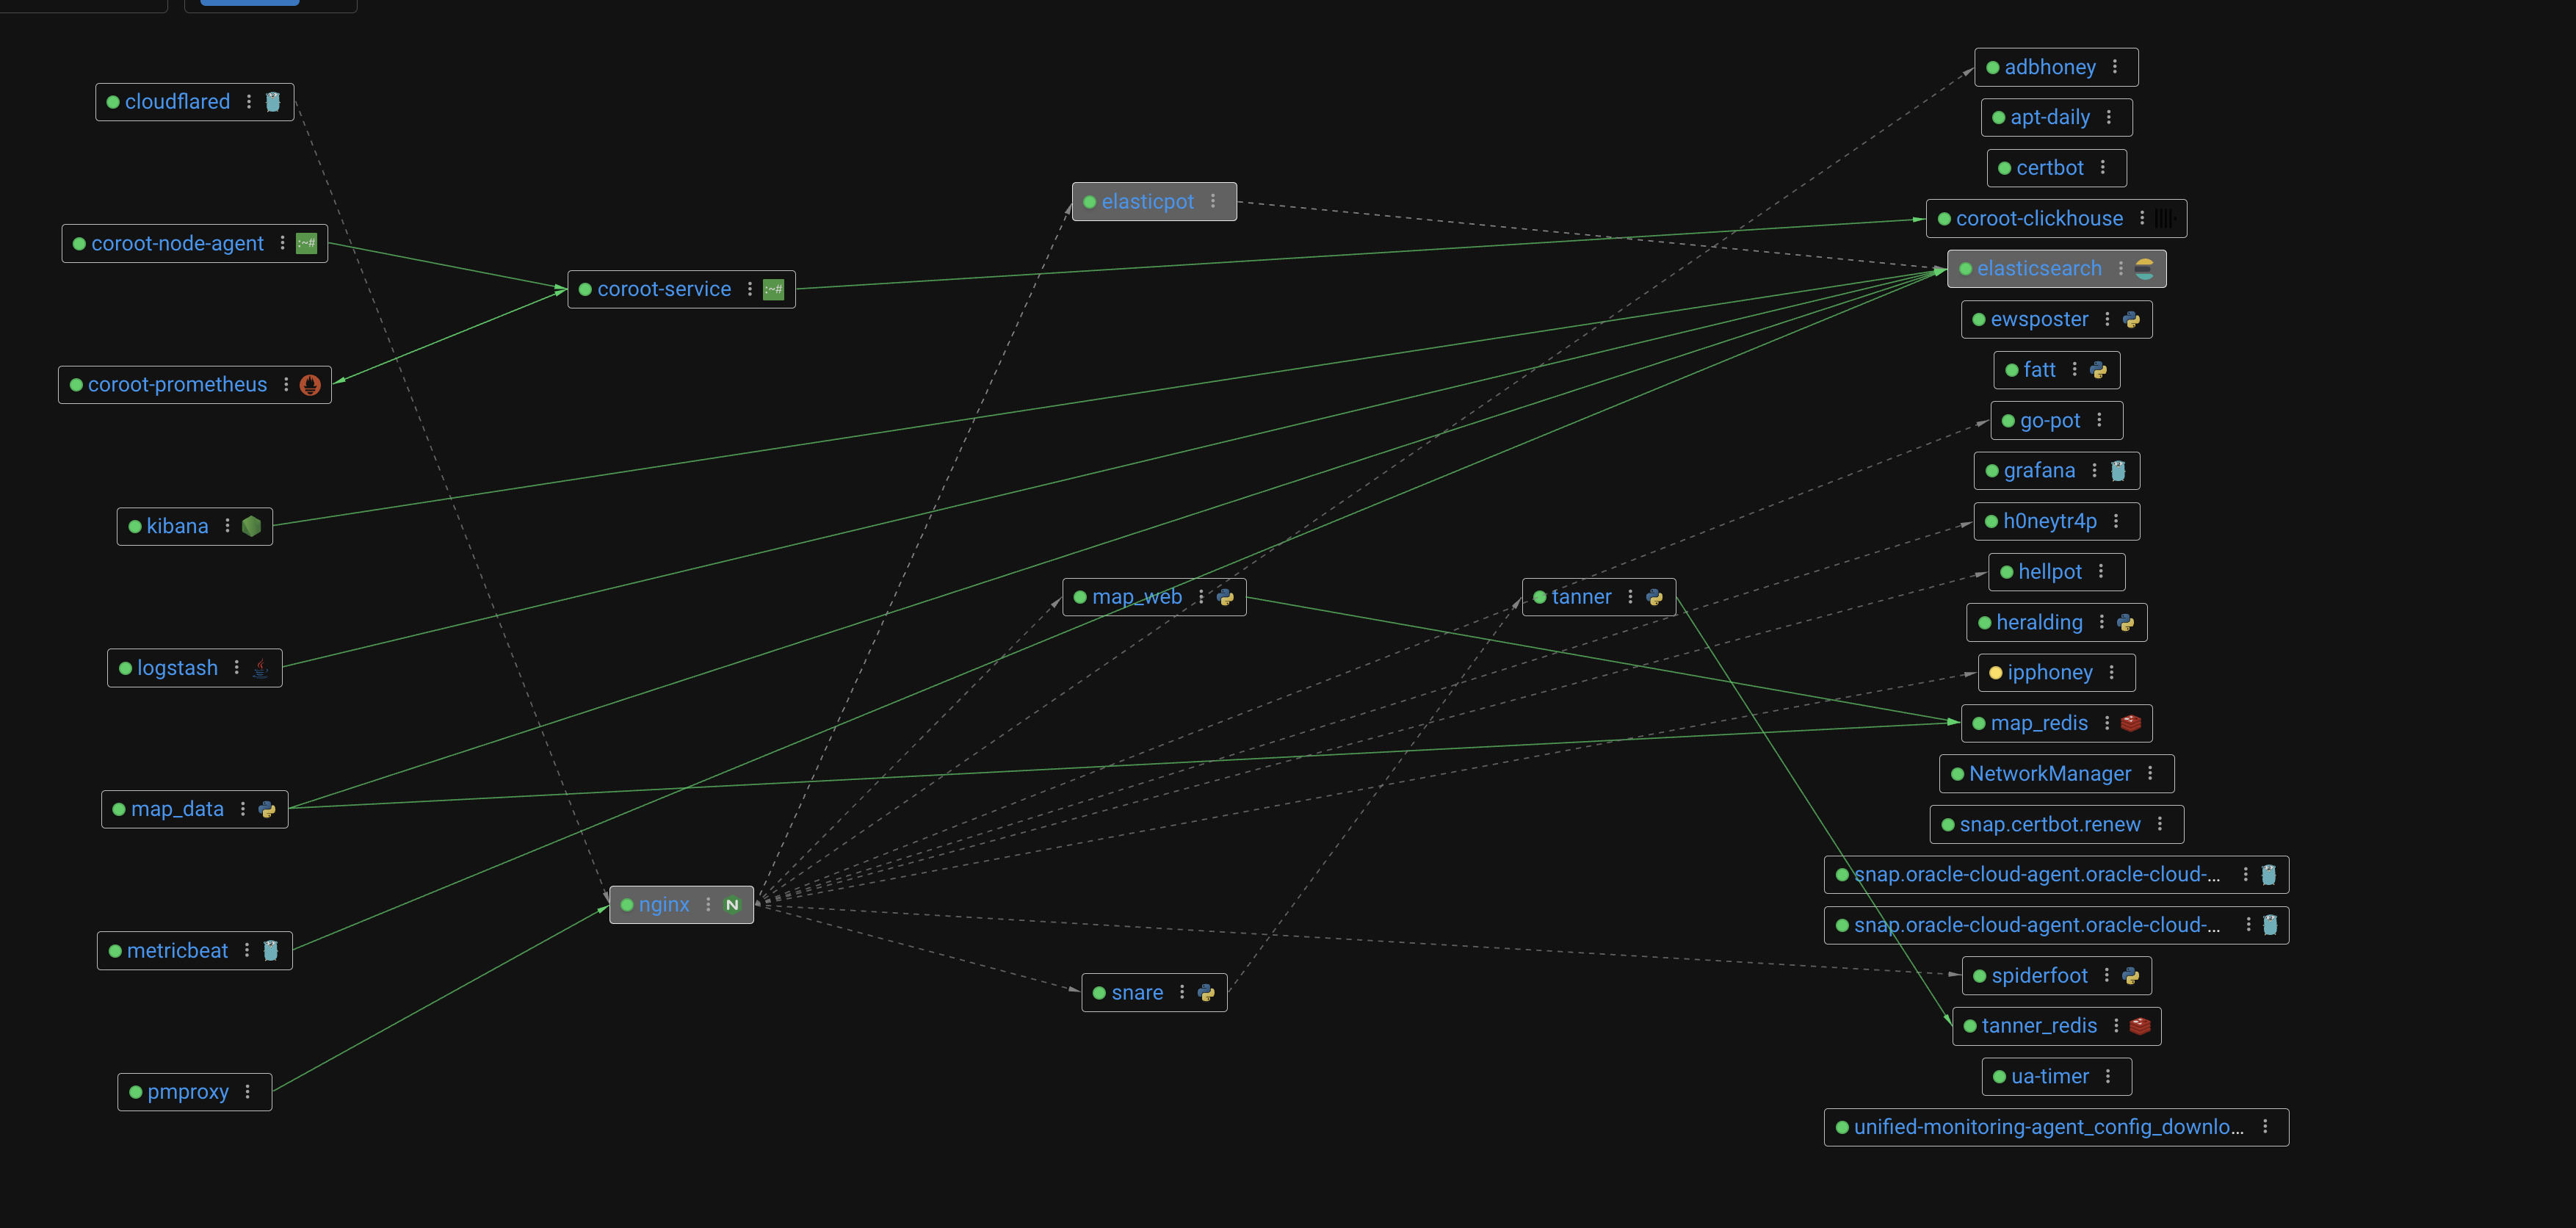 cloudflared
coroot-node-agent
:~#
coroot-prometheus
kibana
logstash
map_data
metricbeat
pmproxy
coroot-service
:~#
nginx
N
elasticpot
map_web
snare
tanner
adbhoney
apt-daily
certbot
coroot-clickhouse
elasticsearch
ewsposter
fatt
go-pot
grafana
h0neytr4p
hellpot
heralding
ipphoney
map_redis
NetworkManager
snap.certbot.renew
snap.oracle-cloud-agent.oracle-cloud-...
snap.oracle-cloud-agent.oracle-cloud-...
spiderfoot
tanner_redis
ua-timer
unified-monitoring-agent_config_downlo...